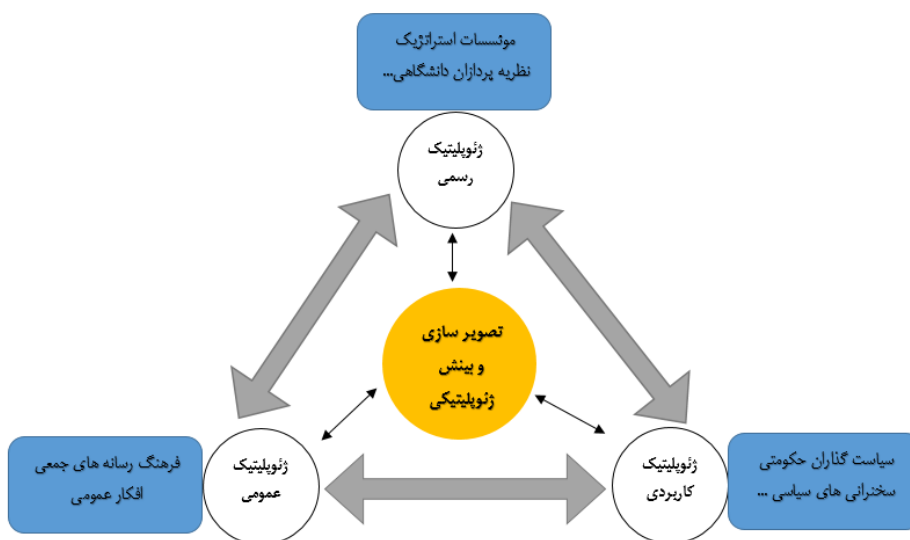 موئسسات استراتژیک
نظریه پردازان دانشگاهی...
ژئوپلیتیک
رسمی
تصویر سازی
و بینش
ژئوپلیتیکی
سیاست گذاران حکومتی
سخنرانی های سیاسی ...
ژئوپلیتیک
کاربردی
ژئوپلیتیک
عمومی
فرهنگ رسانه های جمعی
افکار عمومی